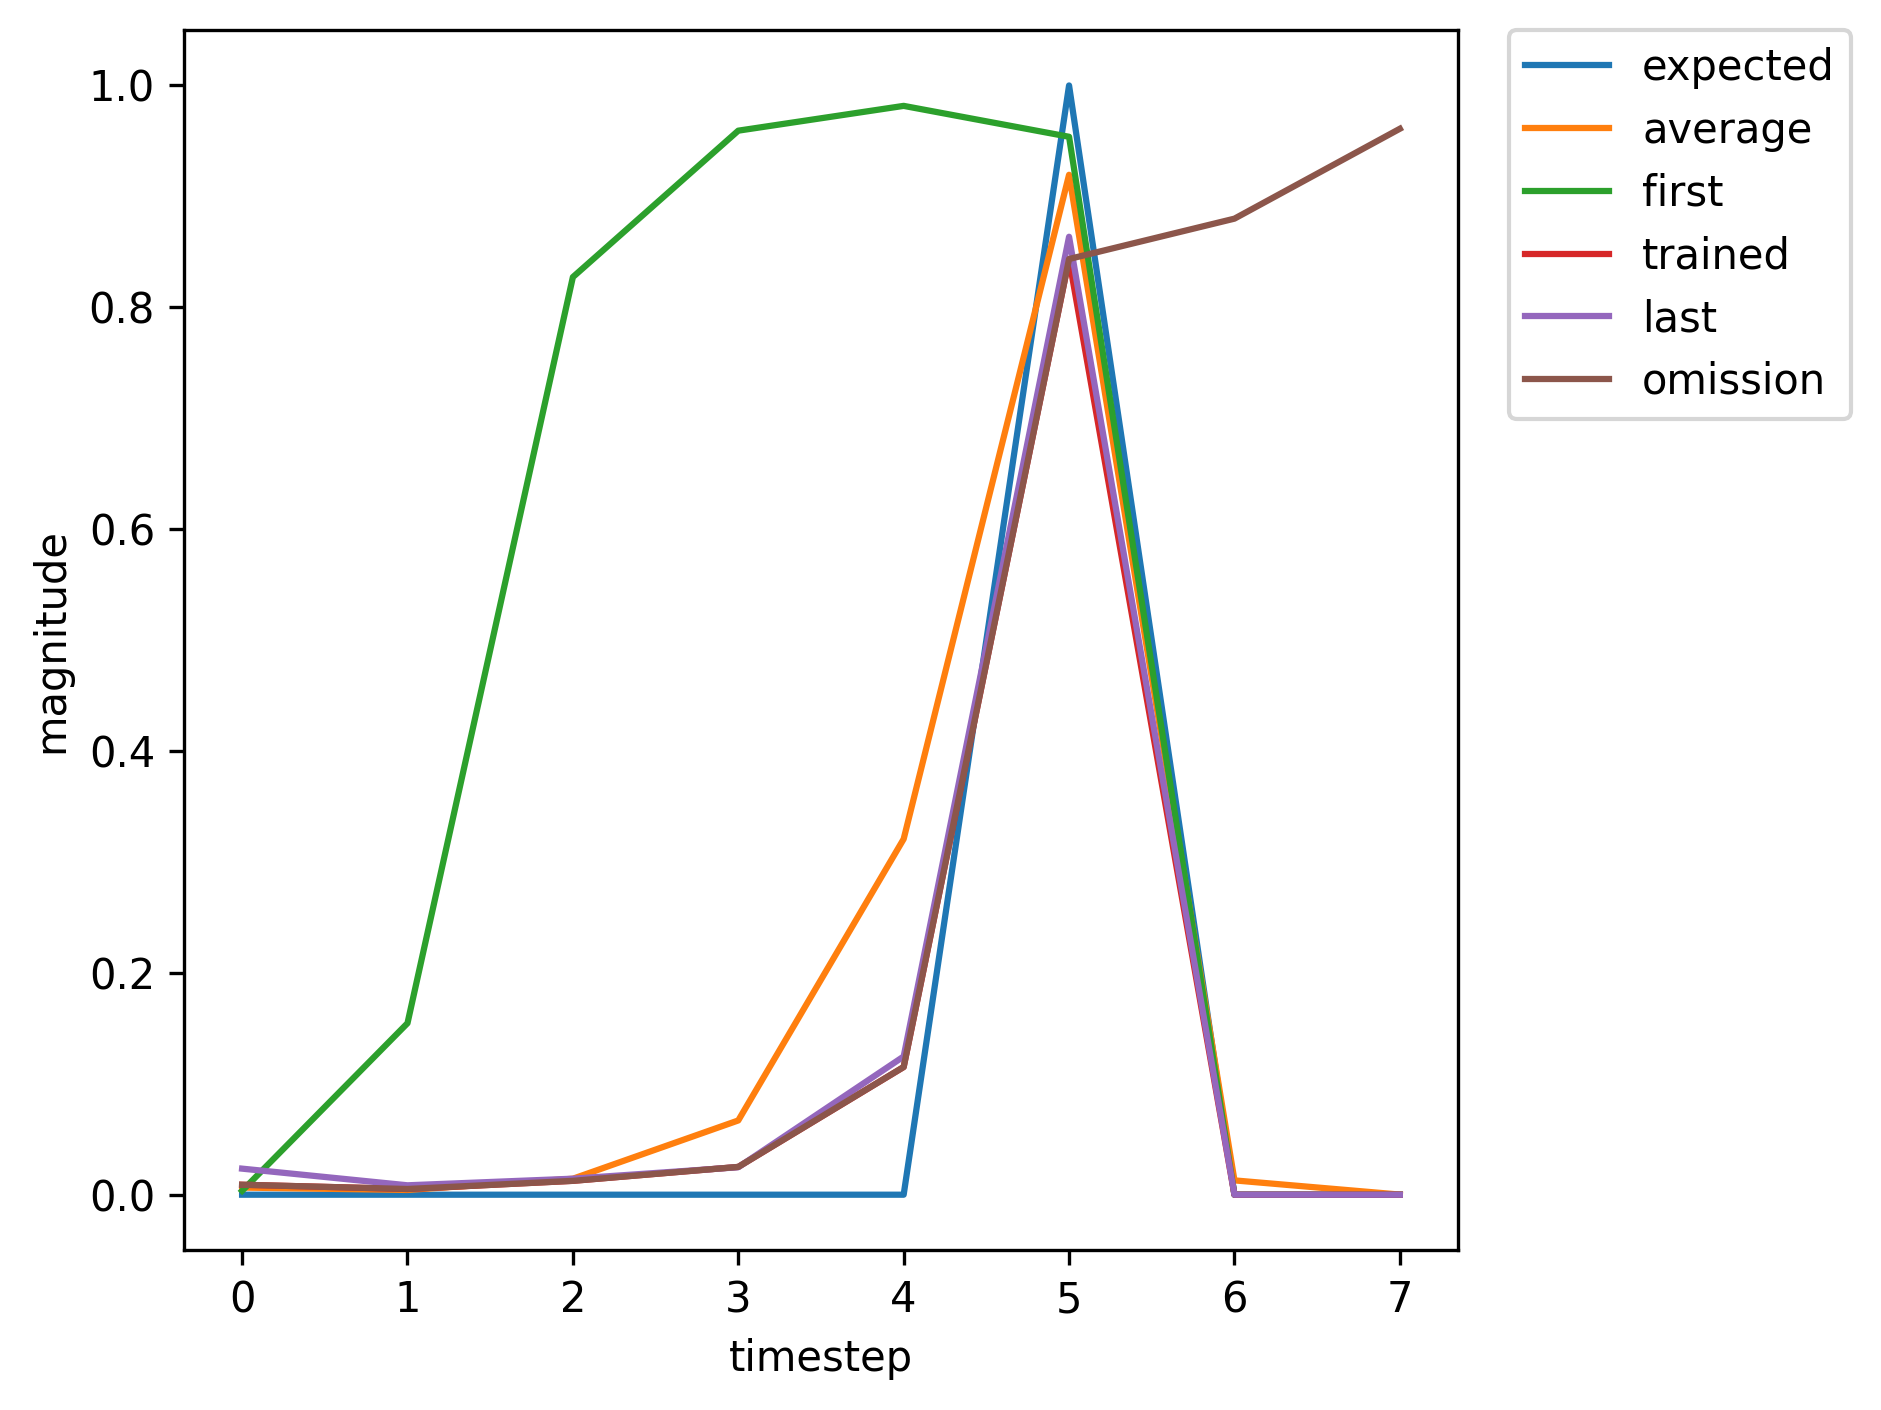 1.0
0.8
0.6
0.4
0.2
0.0
magnitude
0 1 2 3 4 5 6 7
timestep
expected
average
first
trained
last
omission